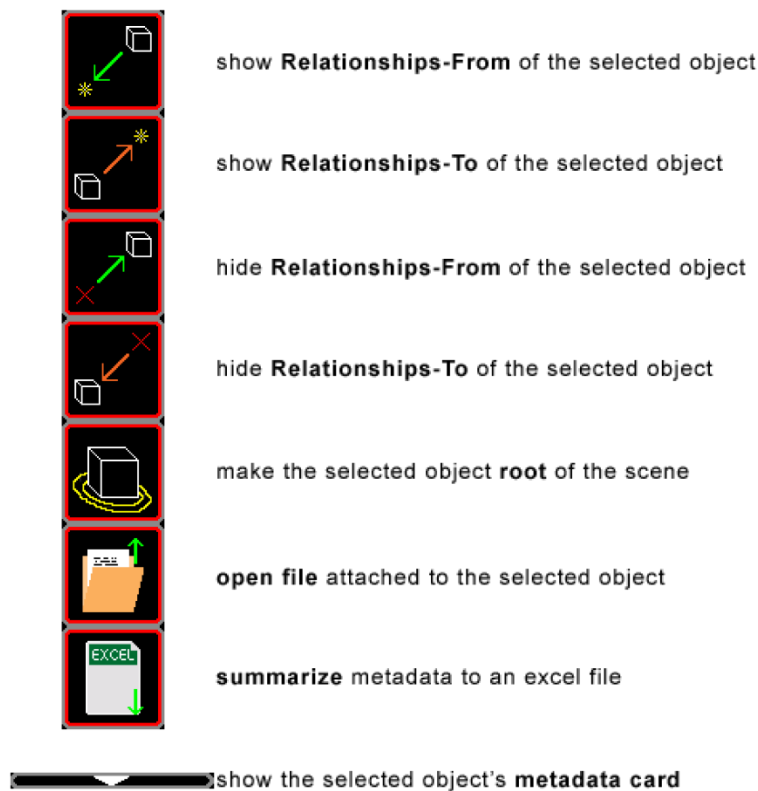 show Relationships-From of the selected object
show Relationships-To of the selected object
hide Relationships-From of the selected object
hide Relationships-To of the selected object
make the selected object root of the scene
open file attached to the selected object
EXCEL
summarize metadata to an excel file
show the selected object's metadata card